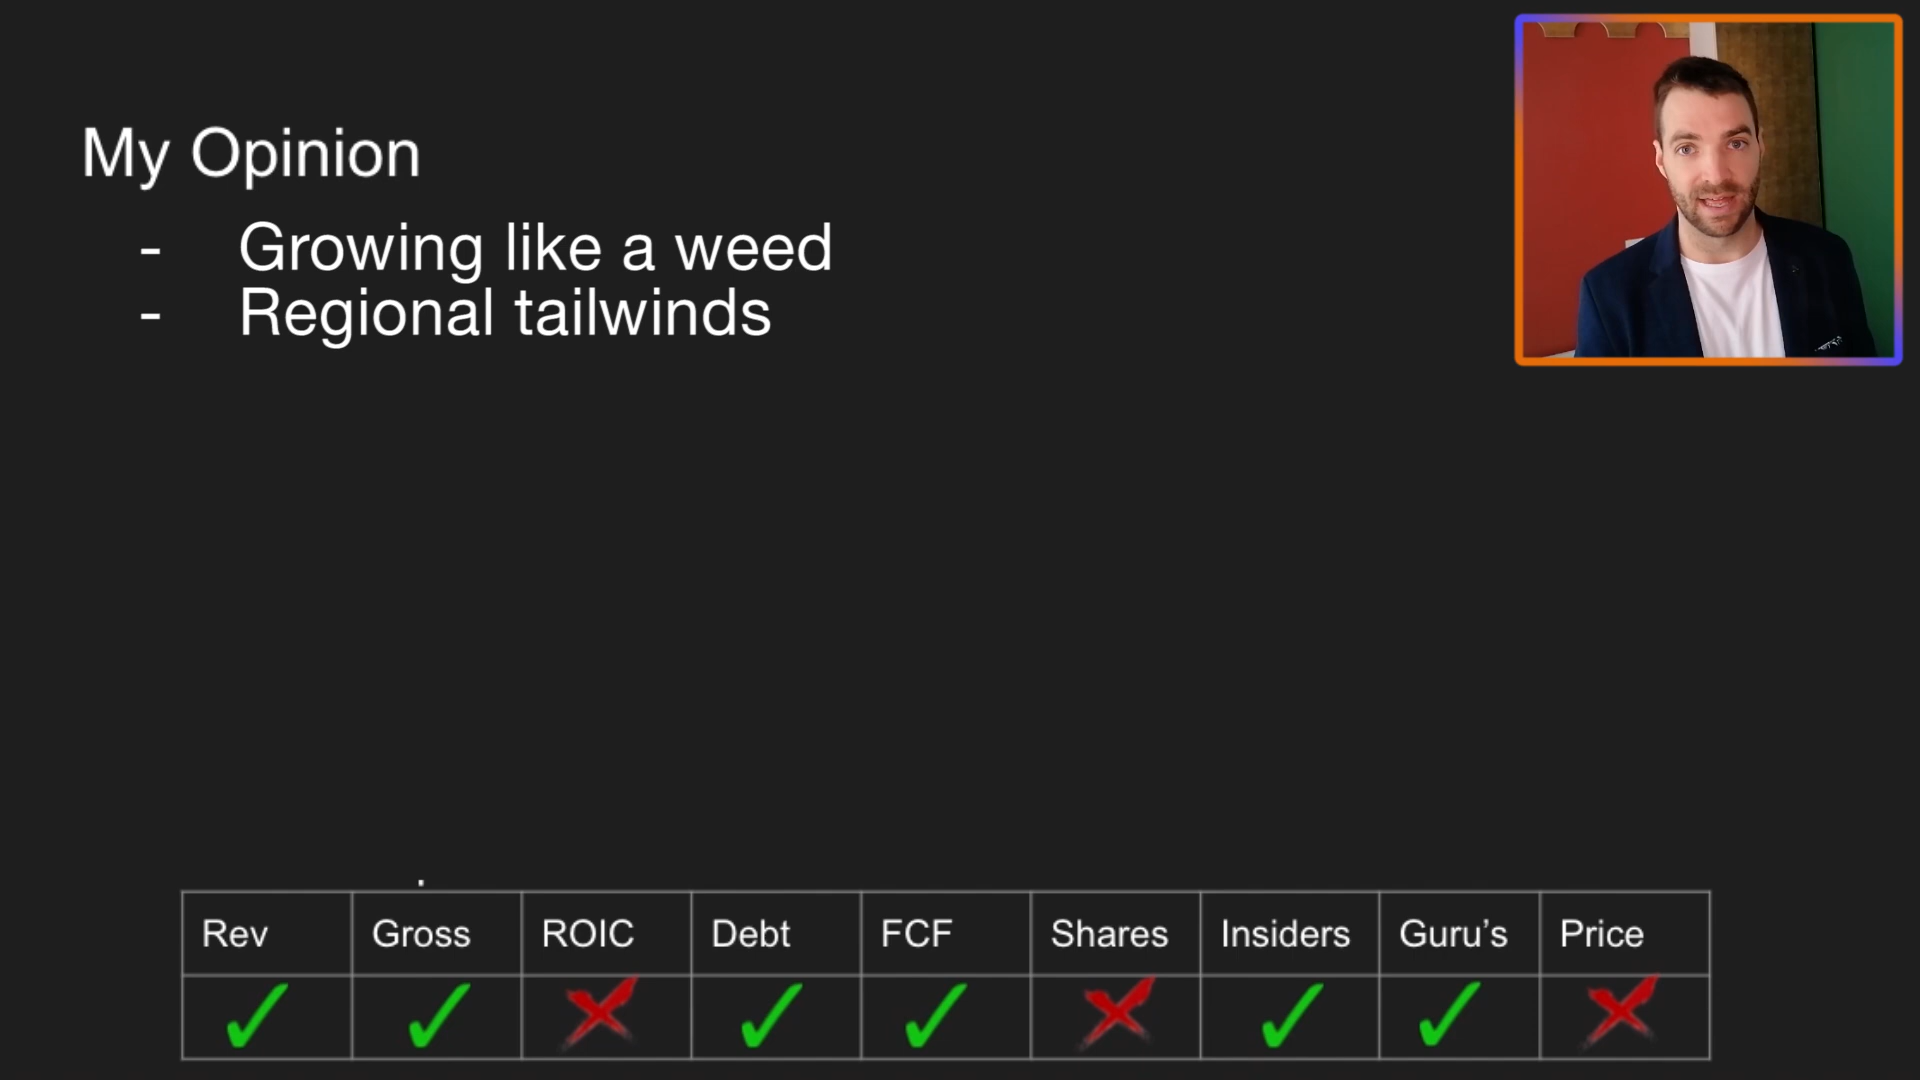 My Opinion
- Growing like a weed
- Regional tailwinds
.
Rev Gross ROIC Debt FCF Shares Insiders Guru’s Price